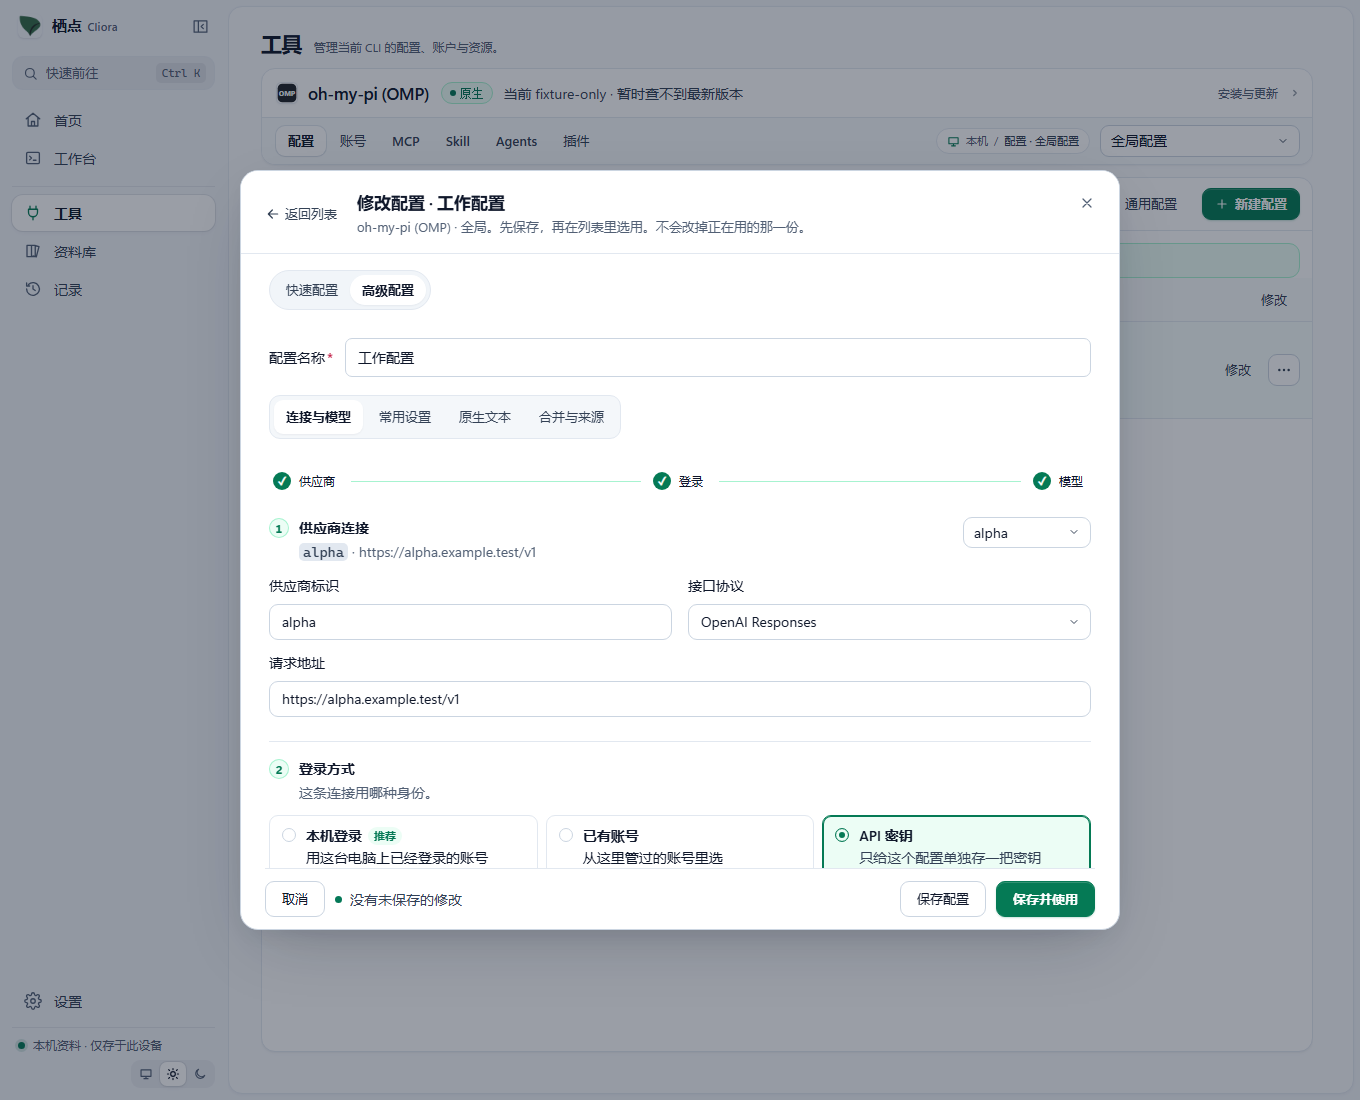 栖点 Cliora
快速前往 Ctrl K
首页
工作台
工具
资料库
记录
设置
本机资料 · 仅存于此设备
工具 管理当前 CLI 的配置、账户与资源。
OMP oh-my-pi (OMP) 原生 当前 fixture-only · 暂时查不到最新版本 安装与更新
配置 账号 MCP Skill Agents 插件 本机 / 配置 · 全局配置 全局配置
通用配置 新建配置
修改
修改
返回列表 修改配置 · 工作配置
oh-my-pi (OMP) · 全局。先保存，再在列表里选用。不会改掉正在用的那一份。
快速配置 高级配置
配置名称* 工作配置
连接与模型 常用设置 原生文本 合并与来源
供应商 登录 模型
1 供应商连接 alpha
alpha · https://alpha.example.test/v1
供应商标识 接口协议
alpha OpenAI Responses
请求地址
https://alpha.example.test/v1
2 登录方式
这条连接用哪种身份。
本机登录 推荐 已有账号 API 密钥
用这台电脑上已经登录的账号 从这里管过的账号里选 只给这个配置单独存一把密钥
取消 没有未保存的修改 保存配置 保存并使用